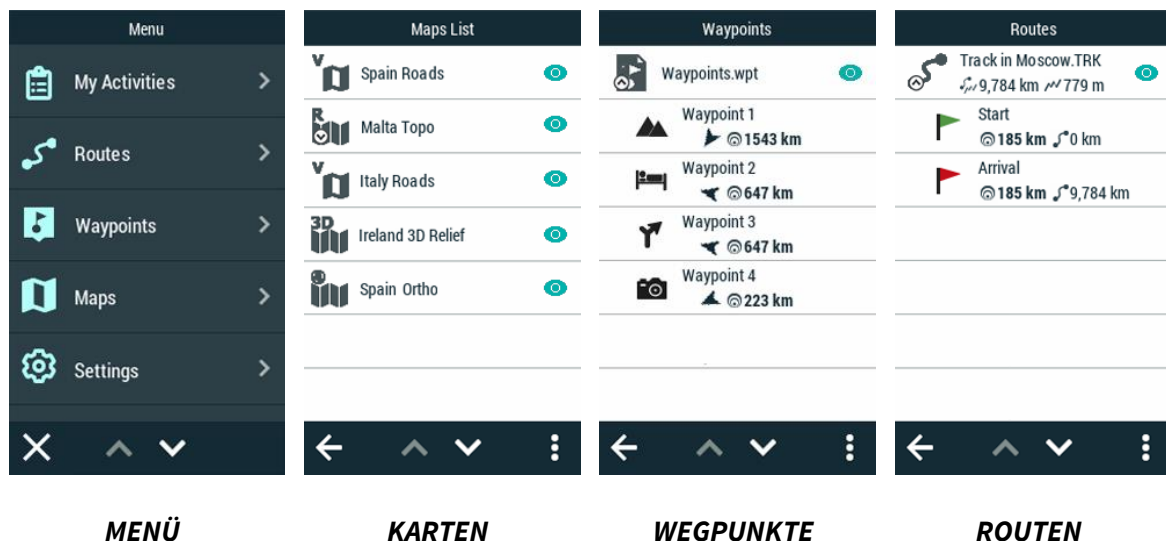 Menu
My Activities
Routes
Waypoints
Maps
Settings
MENÜ
Maps List
V
Spain Roads
R
Malta Topo
V
Italy Roads
3D
Ireland 3D Relief
Spain Ortho
KARTEN
Waypoints
Waypoints.wpt
Waypoint 1
1543 km
Waypoint 2
647 km
Waypoint 3
647 km
Waypoint 4
223 km
WEGPUNKTE
Routes
Track in Moscow.TRK
9,784 km 779 m
Start
185 km 0 km
Arrival
185 km 9,784 km
ROUTEN